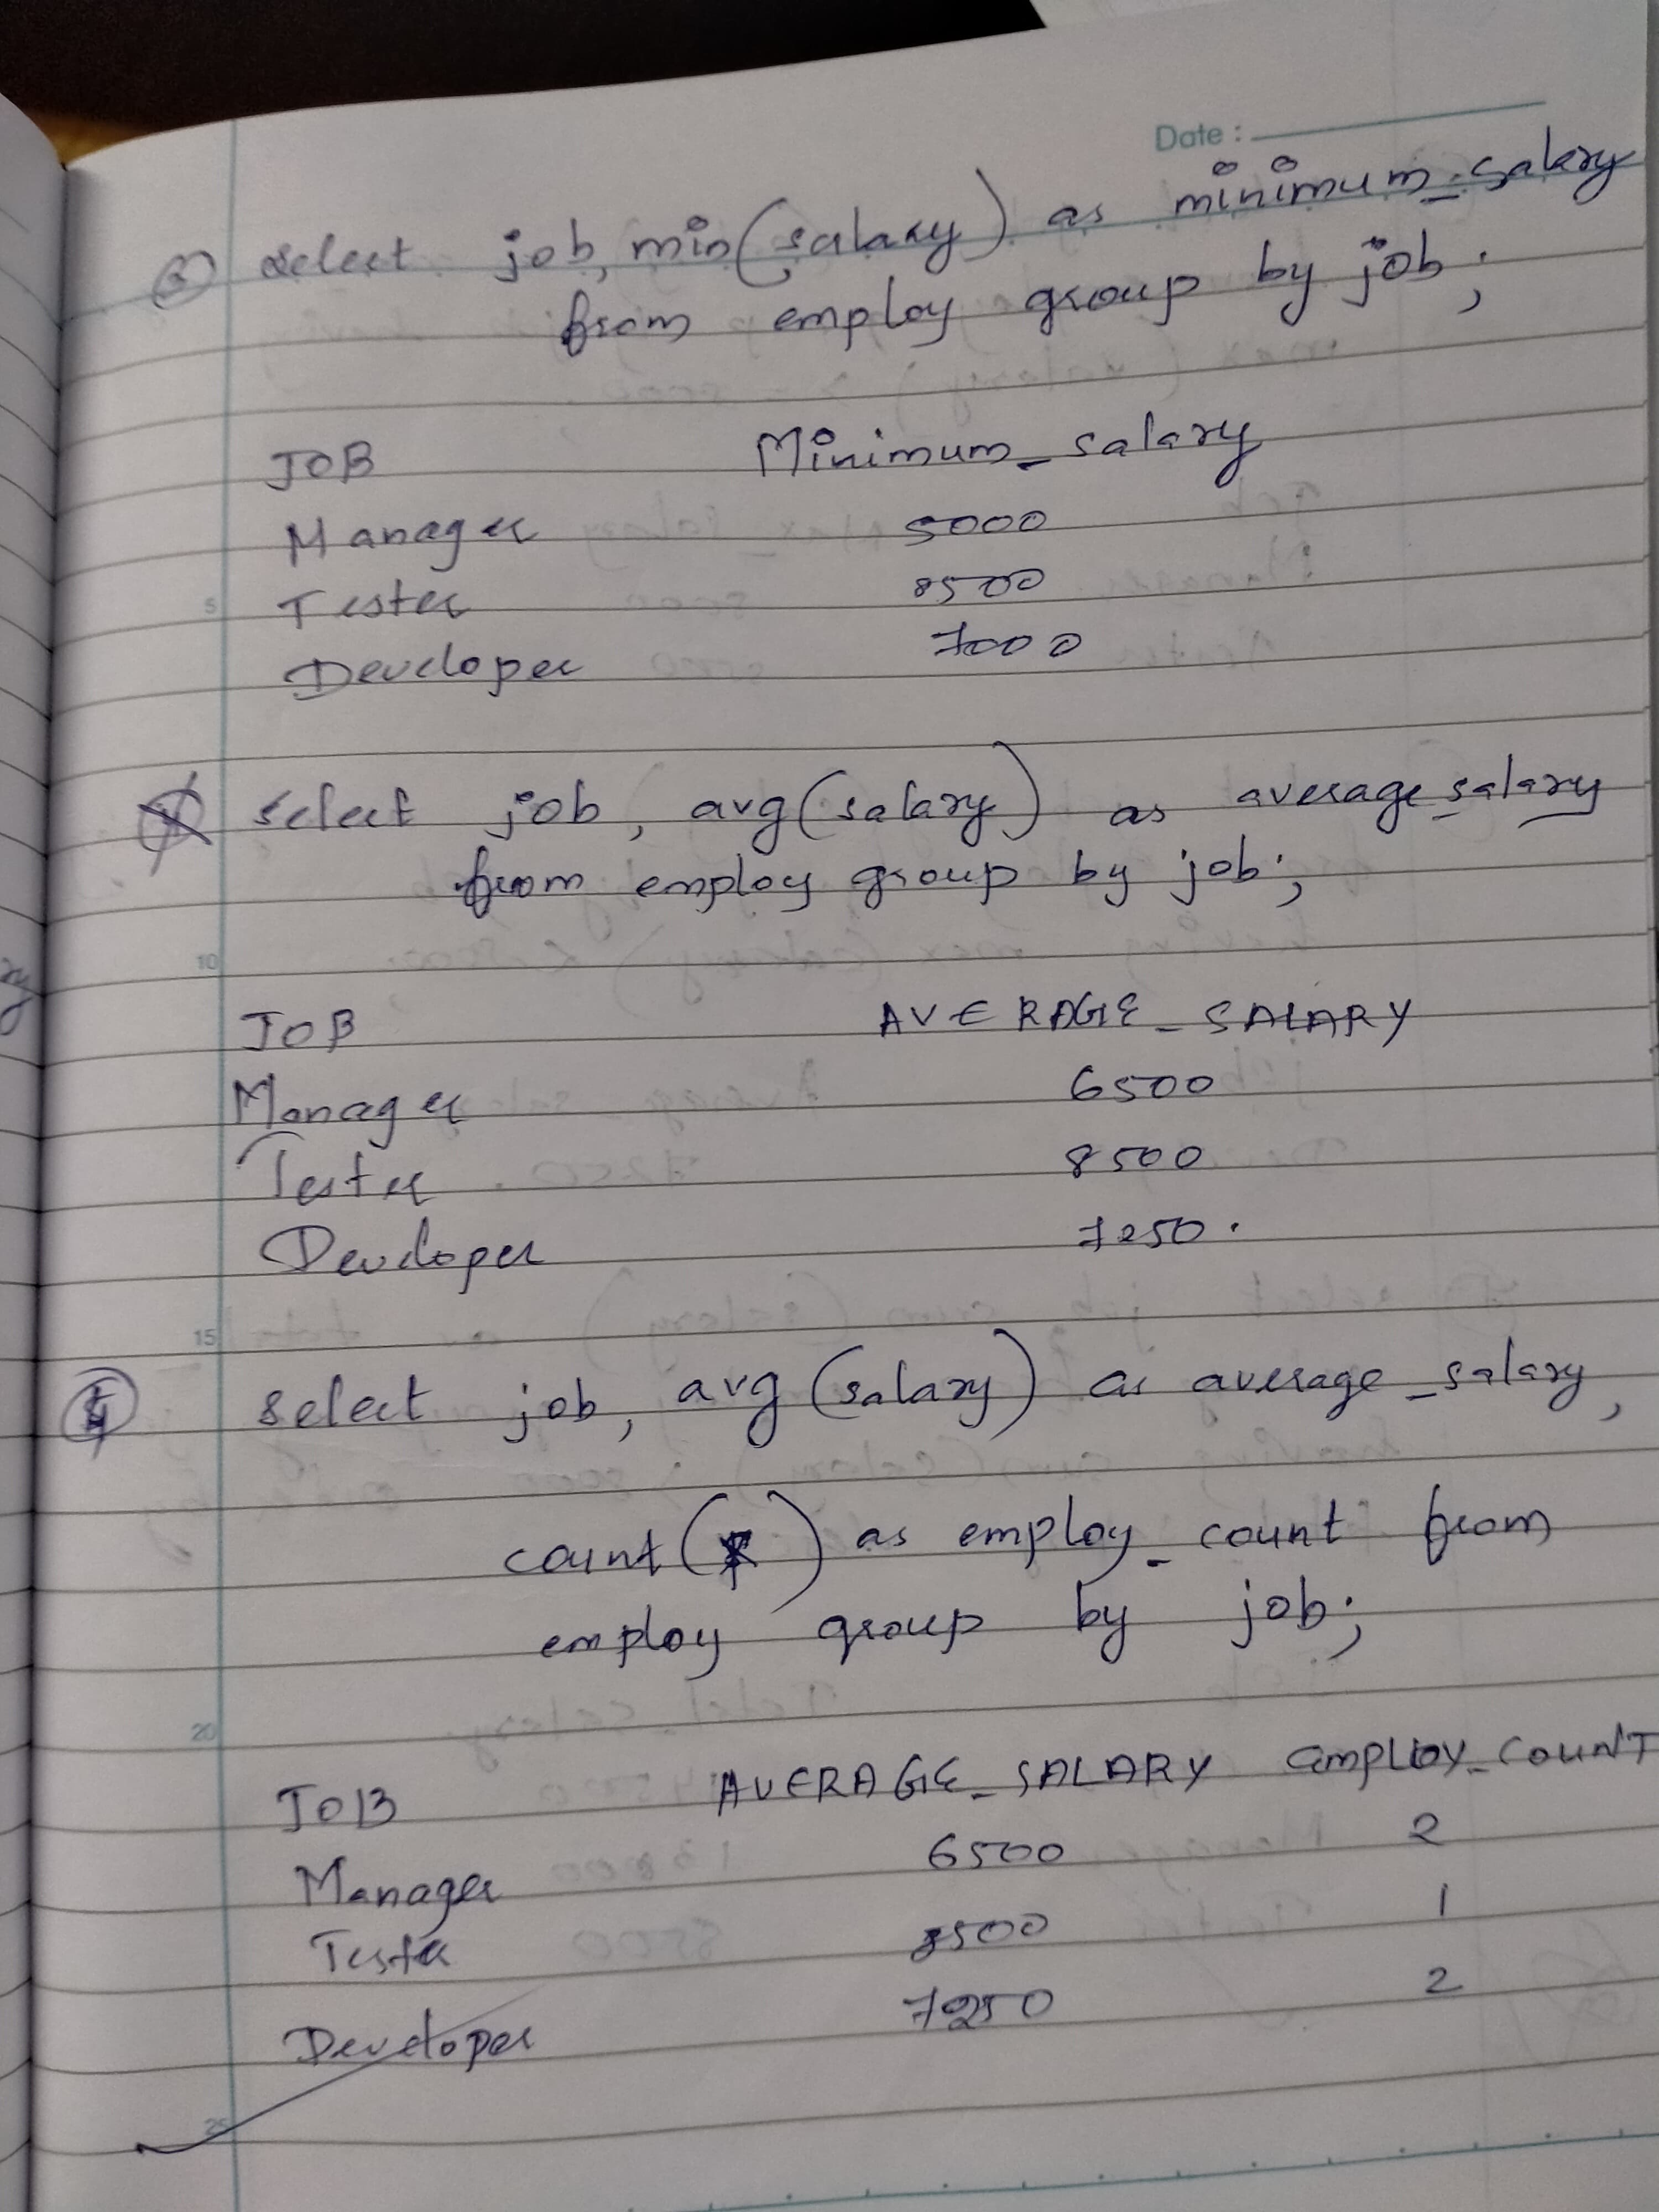 Date :
③ select job, min(salary) as minimum_salary
from employ group by job;
JOB Minimum_salary
Manager 5000
5 Tester 8500
Developer 7000
select job, avg(salary) as average_salary
from employ group by job;
10
JOB AVERAGE_SALARY
Manager 6500
Tester 8500
Developer 7250.
15
select job, avg(salary) as average_salary,
count(*) as employ_count from
employ group by job;
20
JOB AVERAGE_SALARY EMPLOY_COUNT
Manager 6500 2
Tester 8500 1
Developer 7250 2
25